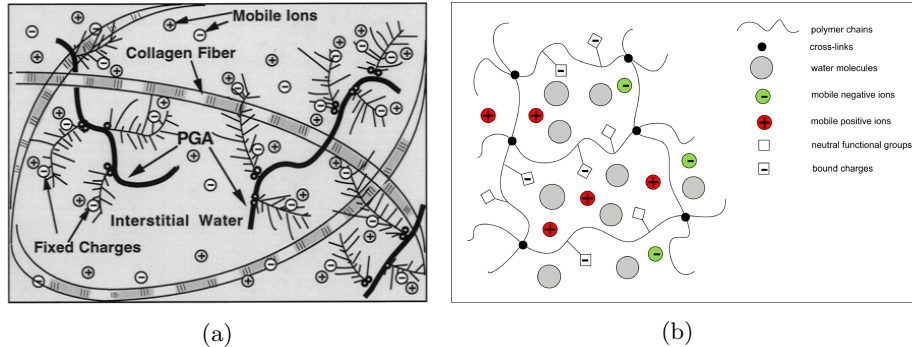 Mobile Ions
Collagen Fiber
PGA
Interstitial Water
Fixed Charges
(a)
polymer chains
cross-links
water molecules
mobile negative ions
mobile positive ions
neutral functional groups
bound charges
(b)